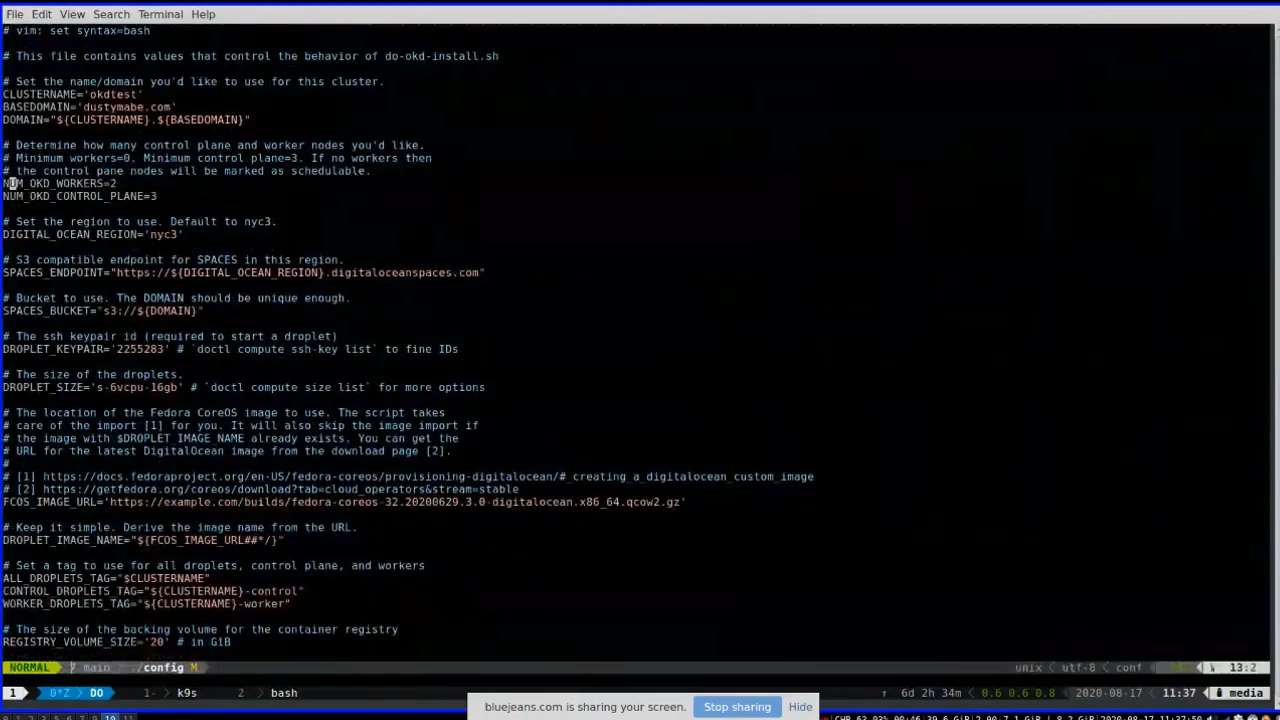 File Edit View Search Terminal Help
# vim: set syntax=bash
# This file contains values that control the behavior of do-okd-install.sh
# Set the name/domain you'd like to use for this cluster.
CLUSTERNAME='okdtest'
BASEDOMAIN='dustymabe.com'
DOMAIN="${CLUSTERNAME}.${BASEDOMAIN}"
# Determine how many control plane and worker nodes you'd like.
# Minimum workers=0. Minimum control plane=3. If no workers then
# the control pane nodes will be marked as schedulable.
NUM_OKD_WORKERS=2
NUM_OKD_CONTROL_PLANE=3
# Set the region to use. Default to nyc3.
DIGITAL_OCEAN_REGION='nyc3'
# S3 compatible endpoint for SPACES in this region.
SPACES_ENDPOINT="https://${DIGITAL_OCEAN_REGION}.digitaloceanspaces.com"
# Bucket to use. The DOMAIN should be unique enough.
SPACES_BUCKET="s3://${DOMAIN}"
# The ssh keypair id (required to start a droplet)
DROPLET_KEYPAIR='2255283' # `doctl compute ssh-key list` to fine IDs
# The size of the droplets.
DROPLET_SIZE='s-6vcpu-16gb' # `doctl compute size list` for more options
# The location of the Fedora CoreOS image to use. The script takes
# care of the import [1] for you. It will also skip the image import if
# the image with $DROPLET_IMAGE_NAME already exists. You can get the
# URL for the latest DigitalOcean image from the download page [2].
#
# [1] https://docs.fedoraproject.org/en-US/fedora-coreos/provisioning-digitalocean/#_creating_a_digitalocean_custom_image
# [2] https://getfedora.org/coreos/download?tab=cloud_operators&stream=stable
FCOS_IMAGE_URL='https://example.com/builds/fedora-coreos-32.20200629.3.0-digitalocean.x86_64.qcow2.gz'
# Keep it simple. Derive the image name from the URL.
DROPLET_IMAGE_NAME="${FCOS_IMAGE_URL##*/}"
# Set a tag to use for all droplets, control plane, and workers
ALL_DROPLETS_TAG="$CLUSTERNAME"
CONTROL_DROPLETS_TAG="${CLUSTERNAME}-control"
WORKER_DROPLETS_TAG="${CLUSTERNAME}-worker"
# The size of the backing volume for the container registry
REGISTRY_VOLUME_SIZE='20' # in GiB
NORMAL main ./config M unix utf-8 conf 13:2
1 0*Z DO 1- k9s 2 bash ↑ 6d 2h 34m 0.6 0.6 0.8 2020-08-17 11:37 media
bluejeans.com is sharing your screen. Stop sharing Hide